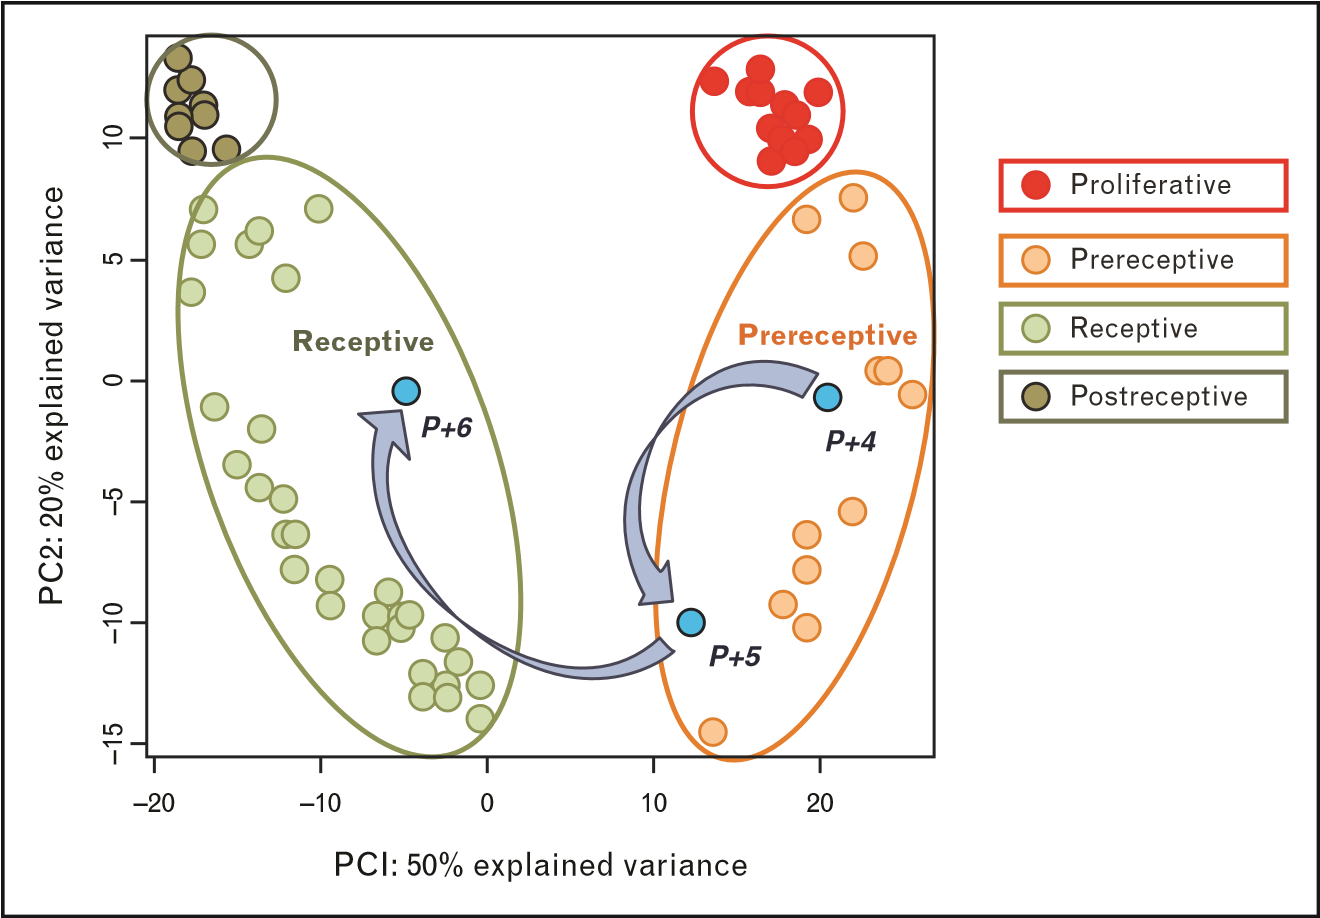 10
5
0
−5
−10
−15
PC2: 20% explained variance
Receptive
Prereceptive
P+6
P+4
P+5
−20
−10
0
10
20
PCI: 50% explained variance
Proliferative
Prereceptive
Receptive
Postreceptive